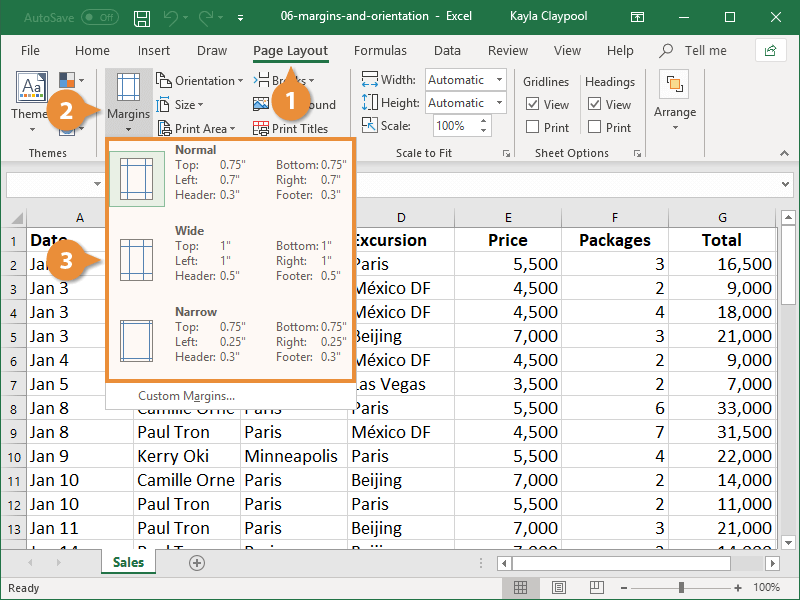 AutoSave Off 06-margins-and-orientation - Excel Kayla Claypool
File Home Insert Draw Page Layout Formulas Data Review View Help Tell me
Aa Orientation Width: Automatic Gridlines Headings
Margins Size Height: Automatic View View Arrange
Print Area Print Titles Scale: 100% Print Print
Themes Scale to Fit Sheet Options
1
2
Normal
Top: 0.75" Bottom: 0.75"
Left: 0.7" Right: 0.7"
Header: 0.3" Footer: 0.3"
Wide
Top: 1" Bottom: 1"
Left: 1" Right: 1"
Header: 0.5" Footer: 0.5"
Narrow
Top: 0.75" Bottom: 0.75"
Left: 0.25" Right: 0.25"
Header: 0.3" Footer: 0.3"
Custom Margins...
3
A D E F G
1 Date Excursion Price Packages Total
2 Paris 5,500 3 16,500
3 Jan 3 México DF 4,500 2 9,000
4 Jan 3 México DF 4,500 4 18,000
5 Jan 3 Beijing 7,000 3 21,000
6 Jan 4 México DF 4,500 2 9,000
7 Jan 5 Las Vegas 3,500 2 7,000
8 Jan 8 Camille Orne Paris Paris 5,500 6 33,000
9 Jan 8 Paul Tron Paris México DF 4,500 7 31,500
10 Jan 9 Kerry Oki Minneapolis Paris 5,500 4 22,000
11 Jan 10 Camille Orne Paris Beijing 7,000 2 14,000
12 Jan 10 Paul Tron Paris Paris 5,500 2 11,000
13 Jan 11 Paul Tron Paris Beijing 7,000 3 21,000
Sales
Ready 100%